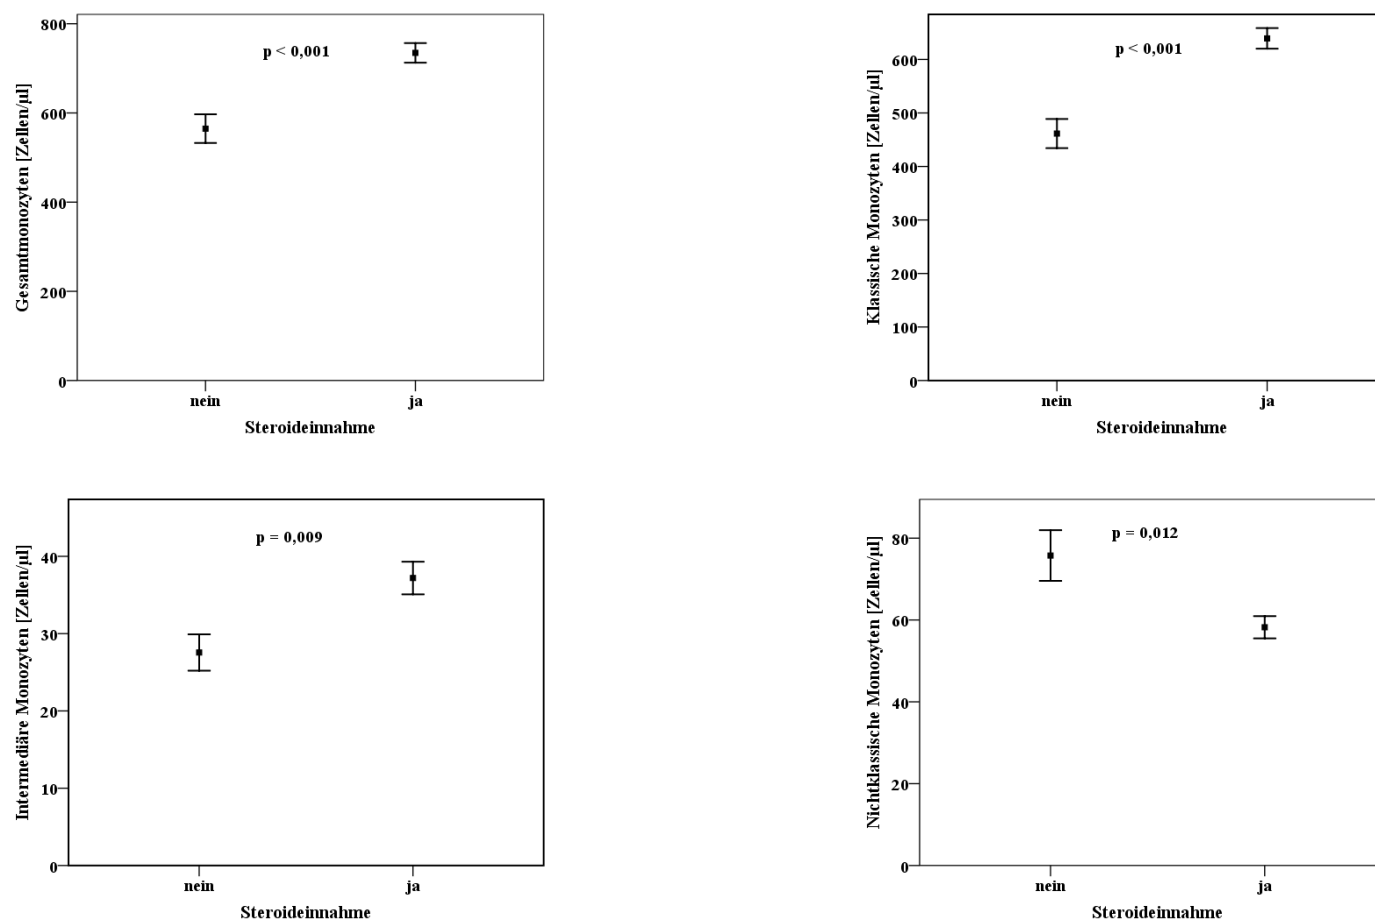 Gesamtmonozyten [Zellen/µl]
800
600
400
200
0
p < 0,001
nein
ja
Steroideinnahme
Klassische Monozyten [Zellen/µl]
600
500
400
300
200
100
0
p < 0,001
nein
ja
Steroideinnahme
Intermediäre Monozyten [Zellen/µl]
40
30
20
10
0
p = 0,009
nein
ja
Steroideinnahme
Nichtklassische Monozyten [Zellen/µl]
80
60
40
20
0
p = 0,012
nein
ja
Steroideinnahme